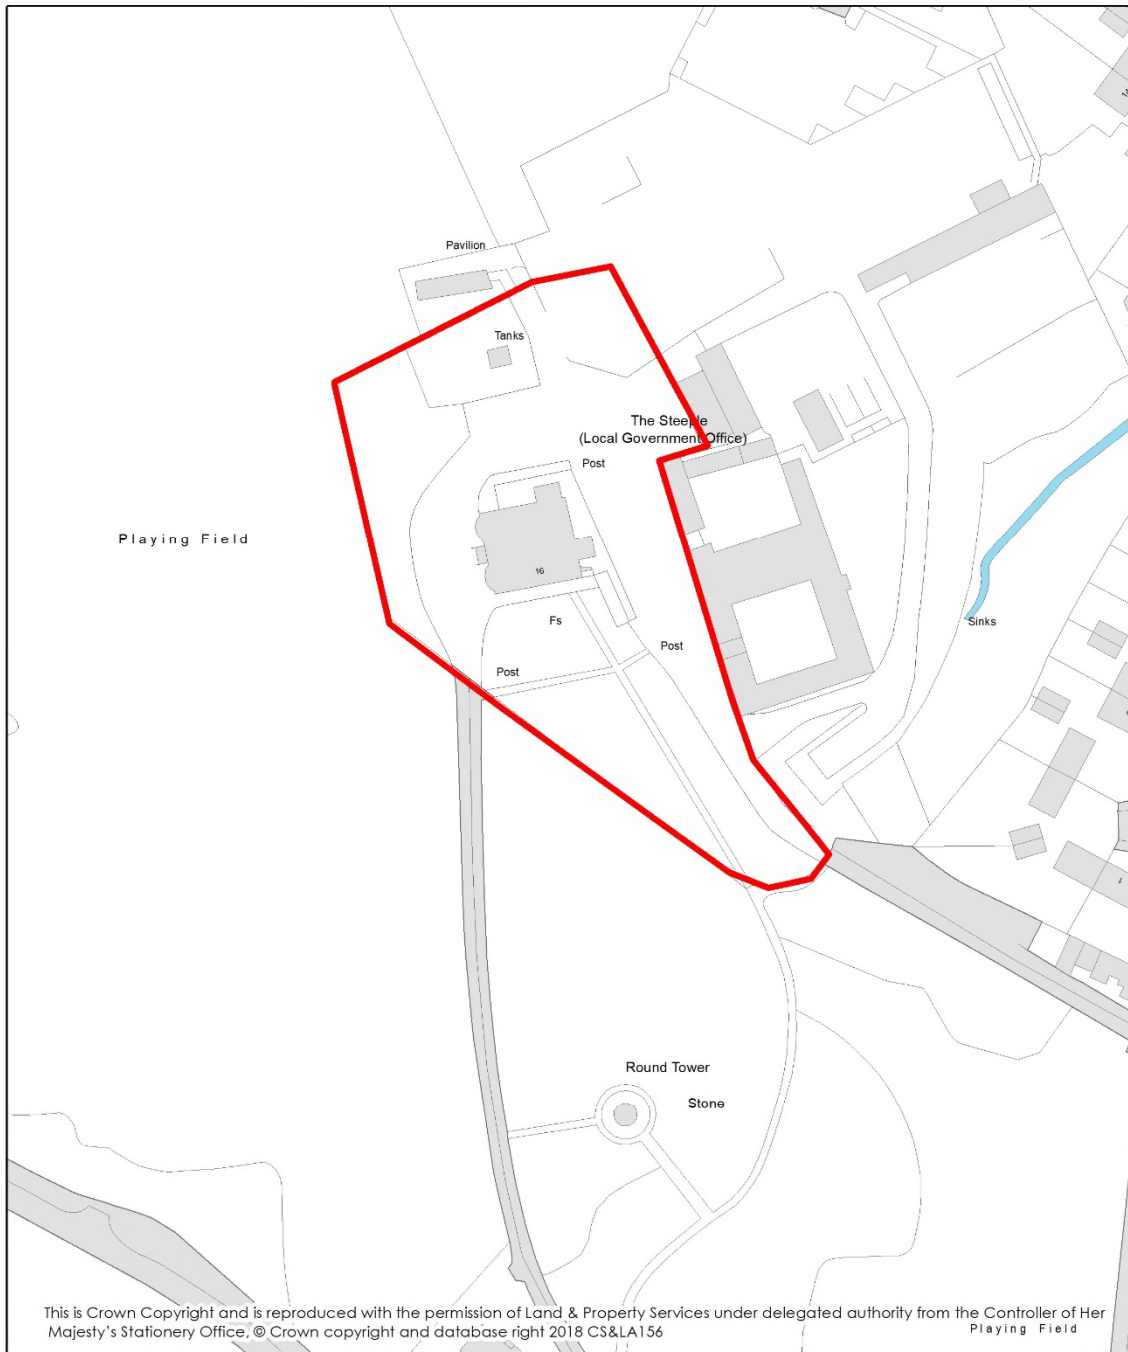 Pavilion
Tanks
The Steeple
(Local Government Office)
Post
Playing Field
16
Fs
Sinks
Post
Post
Round Tower
Stone
This is Crown Copyright and is reproduced with the permission of Land & Property Services under delegated authority from the Controller of Her
Majesty's Stationery Office, © Crown copyright and database right 2018 CS&LA156
Playing Field